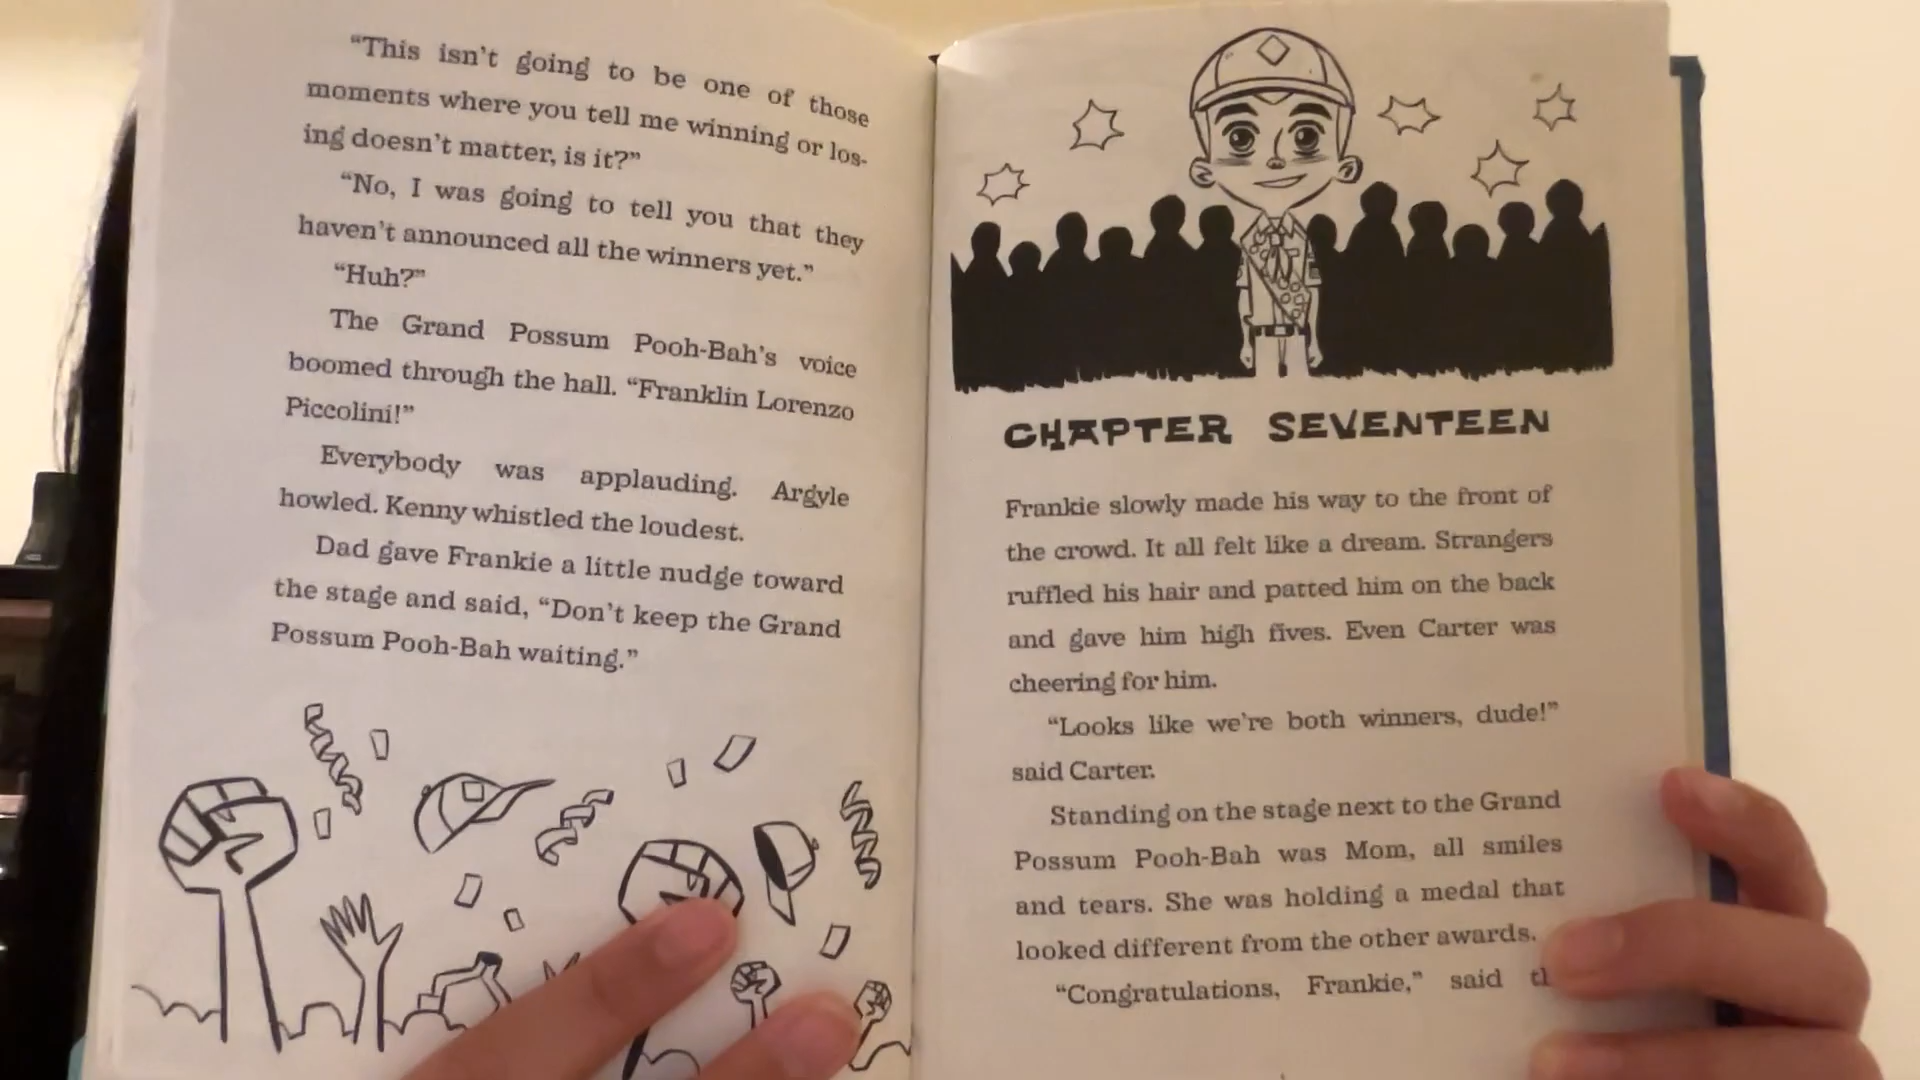 “This isn’t going to be one of those
moments where you tell me winning or los-
ing doesn’t matter, is it?”
“No, I was going to tell you that they
haven’t announced all the winners yet.”
“Huh?”
The Grand Possum Pooh-Bah’s voice
boomed through the hall. “Franklin Lorenzo
Piccolini!”
Everybody was applauding. Argyle
howled. Kenny whistled the loudest.
Dad gave Frankie a little nudge toward
the stage and said, “Don’t keep the Grand
Possum Pooh-Bah waiting.”
CHAPTER SEVENTEEN
Frankie slowly made his way to the front of
the crowd. It all felt like a dream. Strangers
ruffled his hair and patted him on the back
and gave him high fives. Even Carter was
cheering for him.
“Looks like we’re both winners, dude!”
said Carter.
Standing on the stage next to the Grand
Possum Pooh-Bah was Mom, all smiles
and tears. She was holding a medal that
looked different from the other awards.
“Congratulations, Frankie,” said